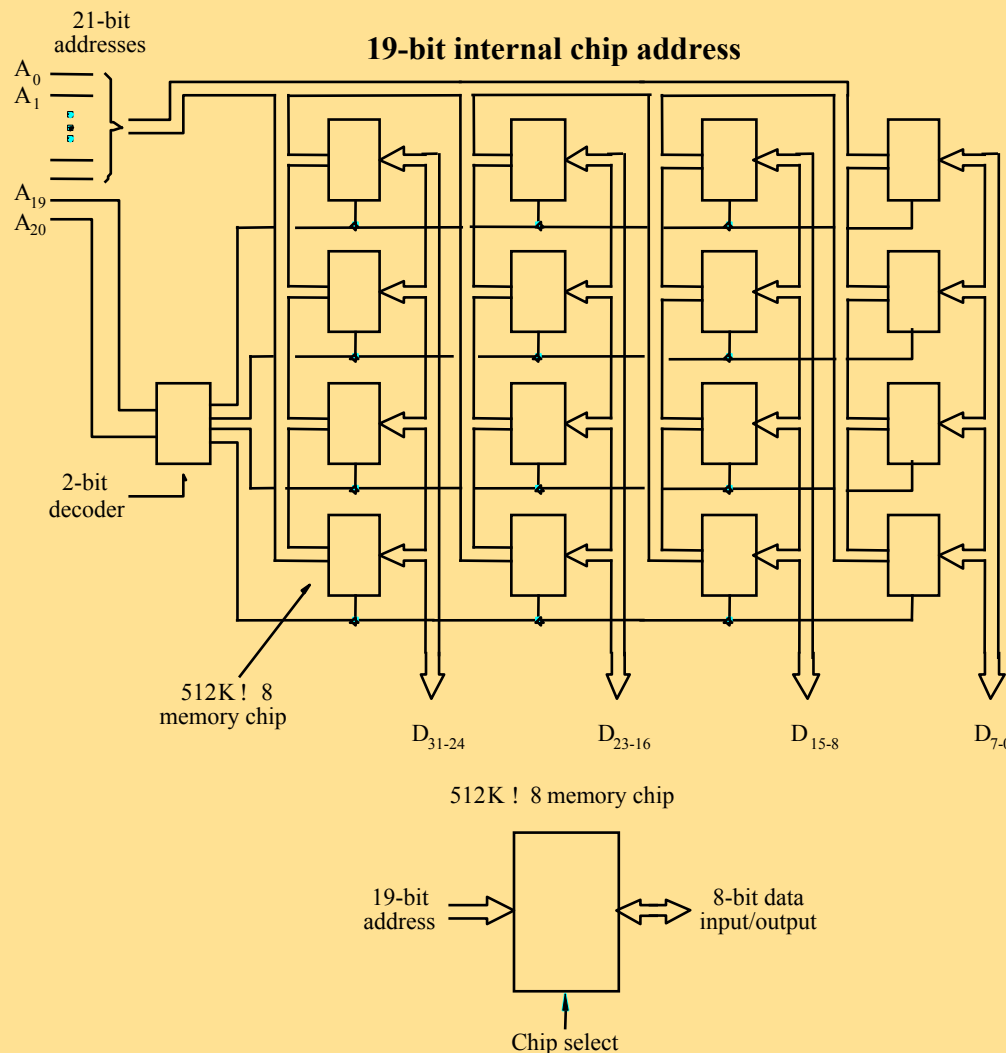 21-bit
addresses
19-bit internal chip address
A0
A1
A19
A20
2-bit
decoder
512K ! 8
memory chip
D31-24
D23-16
D15-8
D7-0
512K ! 8 memory chip
19-bit
address
8-bit data
input/output
Chip select